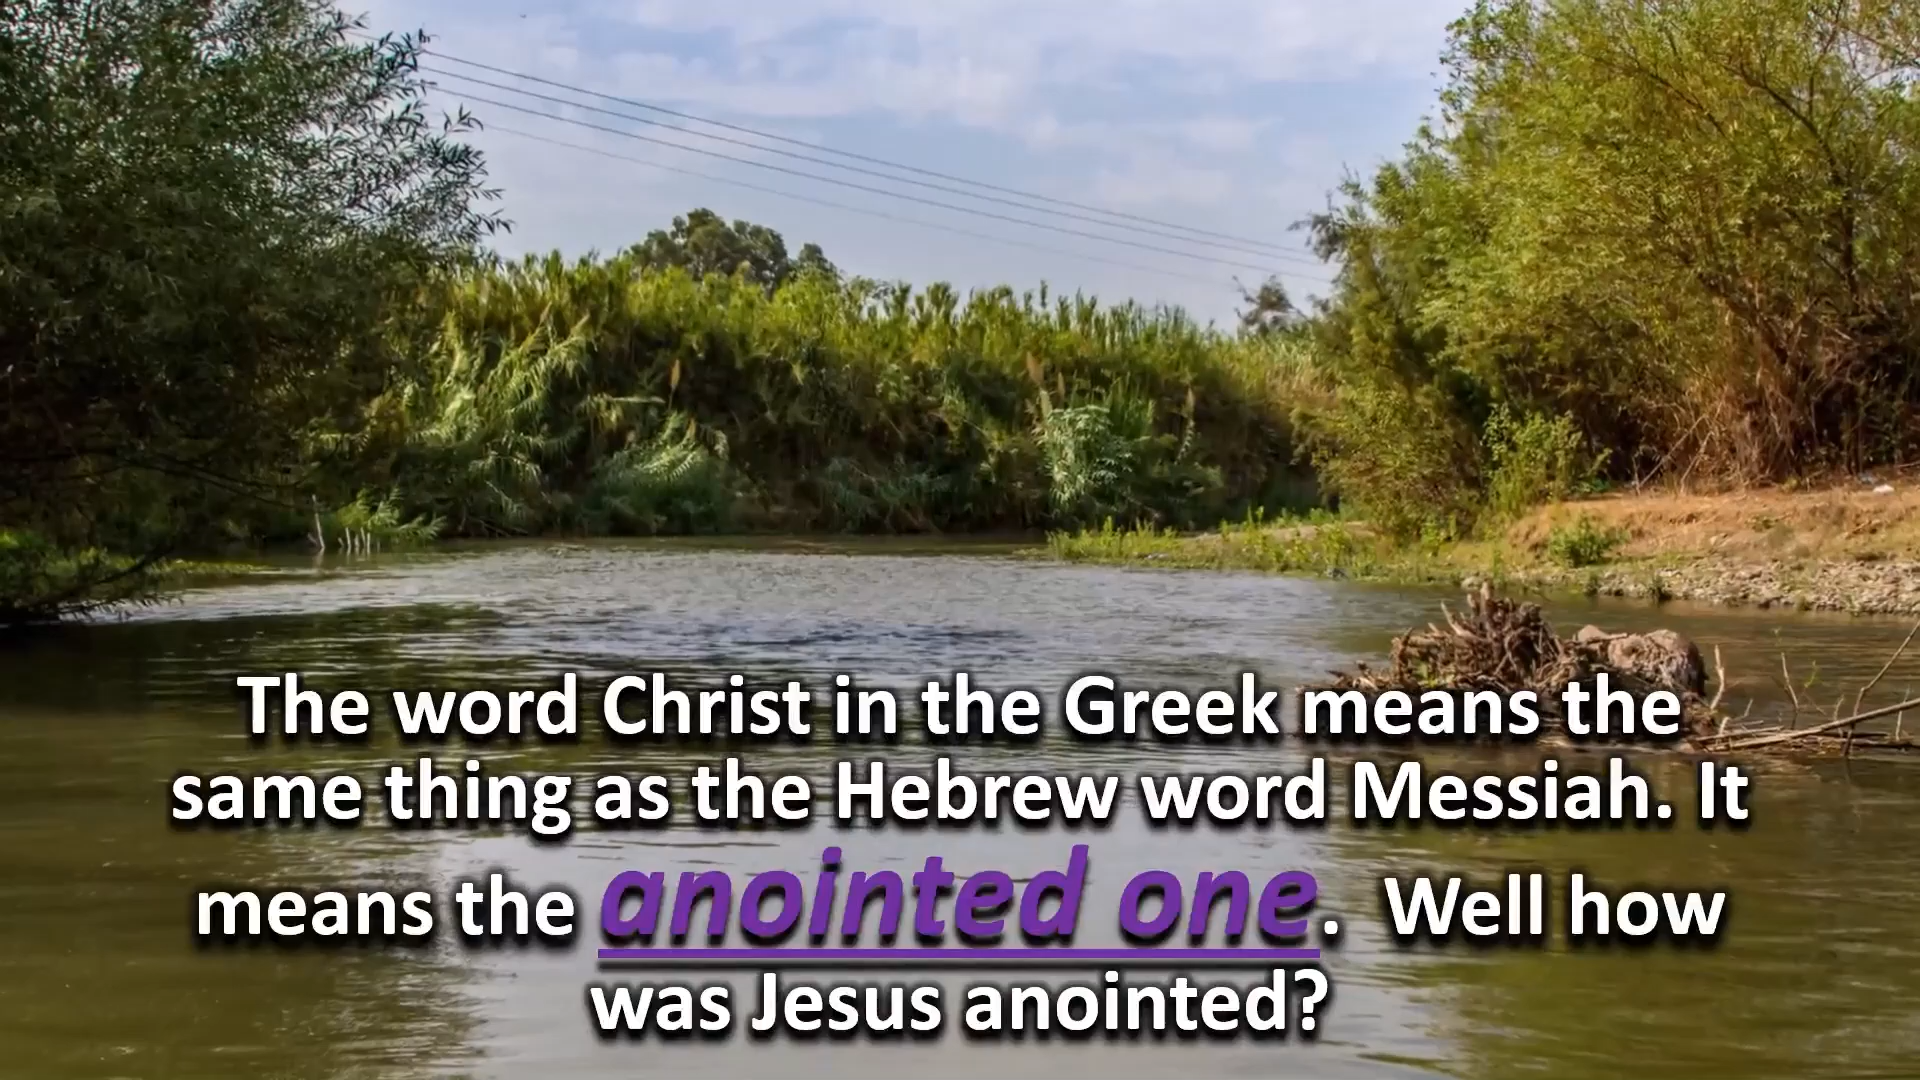 The word Christ in the Greek means the
same thing as the Hebrew word Messiah. It
means the anointed one.  Well how
was Jesus anointed?